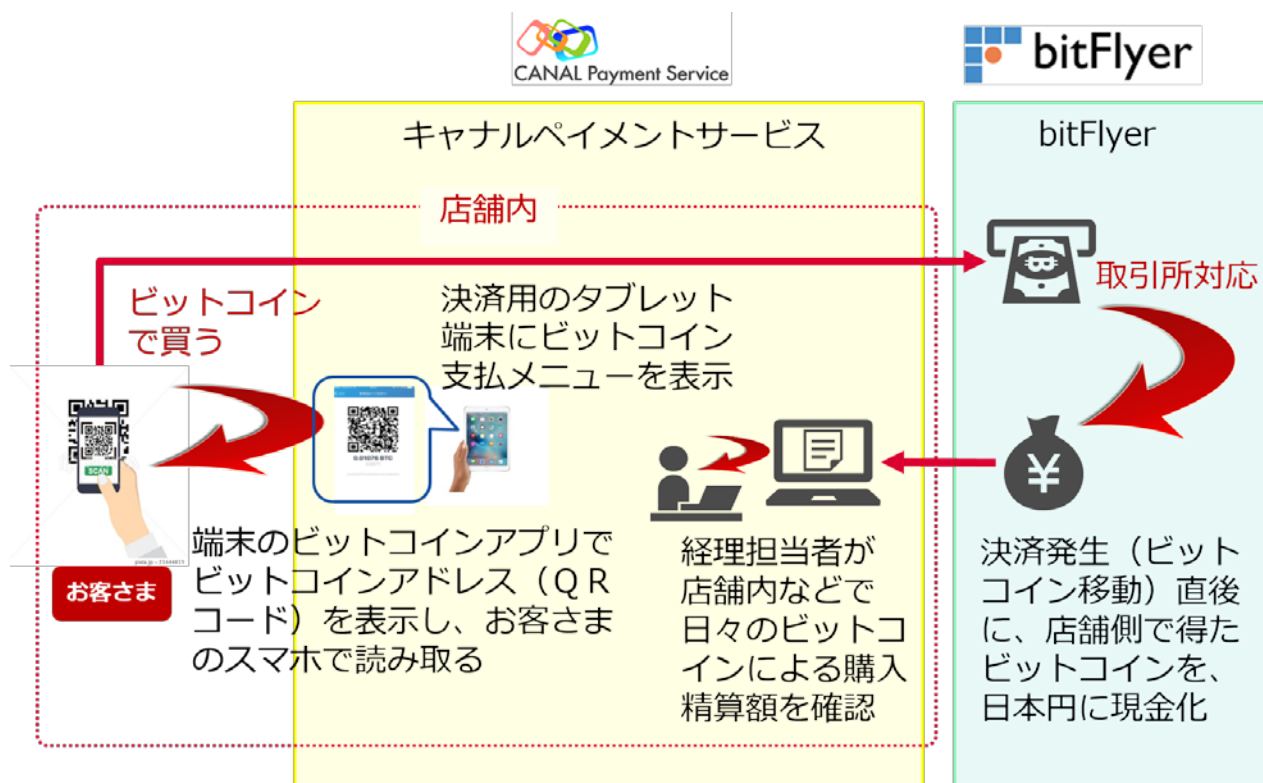 CANAL Payment Service
bitFlyer
キャナルペイメントサービス
bitFlyer
店舗内
ビットコイン
で買う
決済用のタブレット
端末にビットコイン
支払メニューを表示
取引所対応
SCAN
0.01076 BTC
¥
お客さま
端末のビットコインアプリで
ビットコインアドレス（ＱＲ
コード）を表示し、お客さま
のスマホで読み取る
経理担当者が
店舗内などで
日々のビットコ
インによる購入
精算額を確認
決済発生（ビット
コイン移動）直後
に、店舗側で得た
ビットコインを、
日本円に現金化